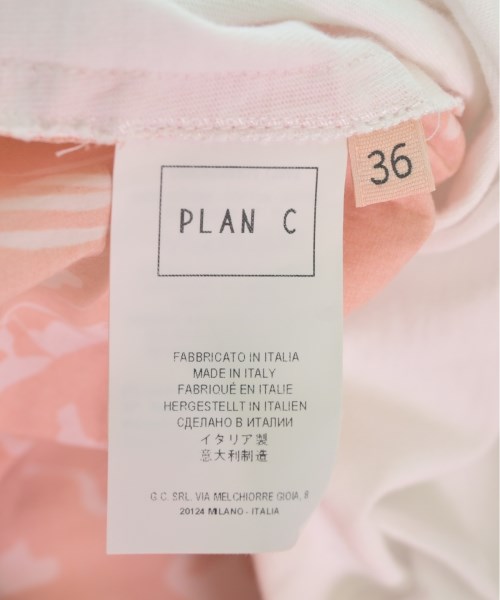 36
PLAN C
FABBRICATO IN ITALIA
MADE IN ITALY
FABRIQUÉ EN ITALIE
HERGESTELLT IN ITALIEN
СДЕЛАНО В ИТАЛИИ
イタリア製
意大利制造
G.C. SRL. VIA MELCHIORRE GIOIA, 8
20124 MILANO - ITALIA